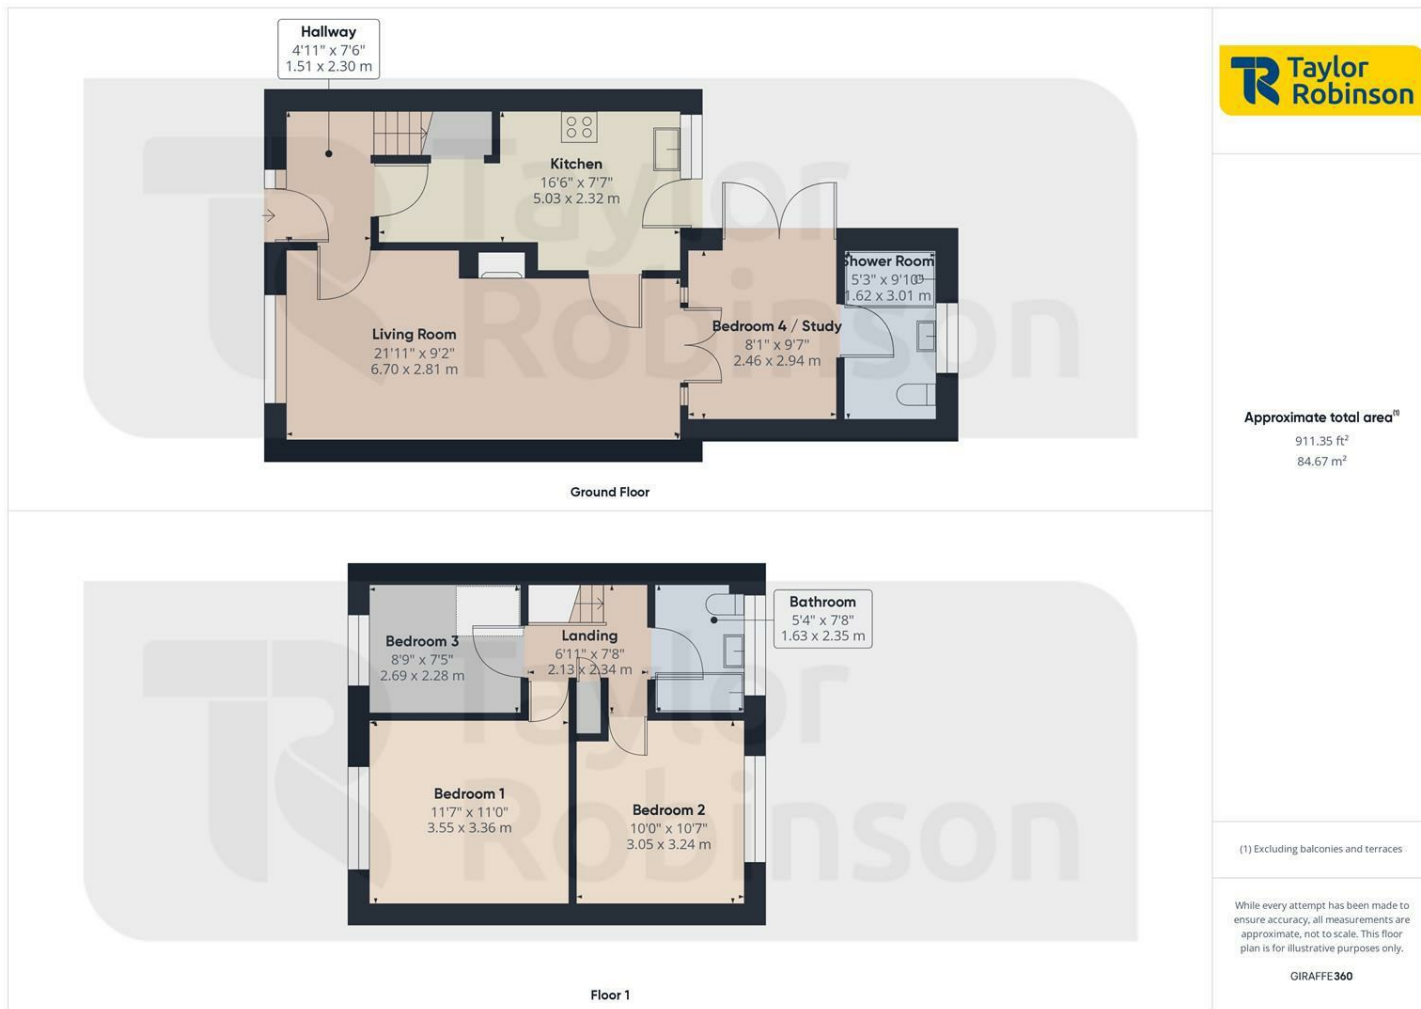 Hallway
4'11" x 7'6"
1.51 x 2.30 m
Kitchen
16'6" x 7'7"
5.03 x 2.32 m
Living Room
21'11" x 9'2"
6.70 x 2.81 m
Bedroom 4 / Study
8'1" x 9'7"
2.46 x 2.94 m
Shower Room
5'3" x 9'10"
1.62 x 3.01 m
Taylor
Robinson
Ground Floor
Bedroom 3
8'9" x 7'5"
2.69 x 2.28 m
Landing
6'11" x 7'8"
2.13 x 2.34 m
Bathroom
5'4" x 7'8"
1.63 x 2.35 m
Bedroom 1
11'7" x 11'0"
3.55 x 3.36 m
Bedroom 2
10'0" x 10'7"
3.05 x 3.24 m
Taylor
Robinson
Floor 1
TR Taylor
Robinson
Approximate total area(1)
911.35 ft²
84.67 m²
(1) Excluding balconies and terraces
While every attempt has been made to
ensure accuracy, all measurements are
approximate, not to scale. This floor
plan is for illustrative purposes only.
GIRAFFE360